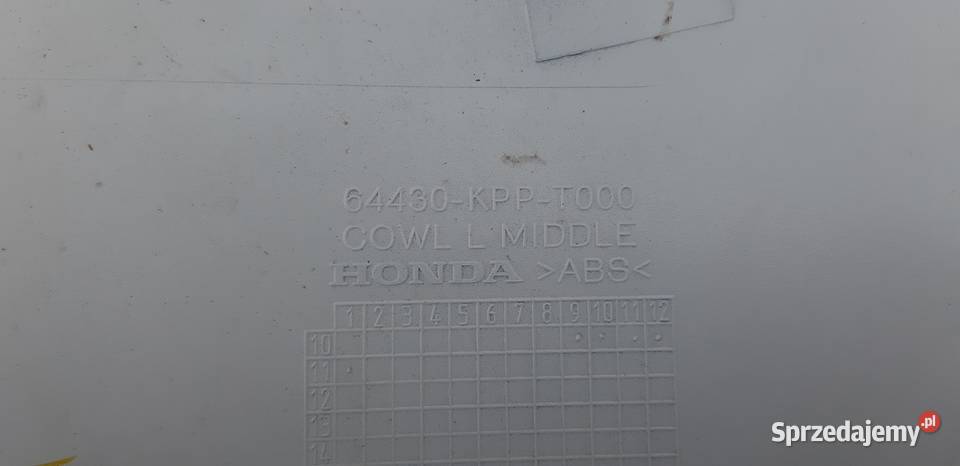 64430-KPP-T000
COWL L MIDDLE
HONDA >ABS<
1 2 3 4 5 6 7 8 9 10 11 12
10
11
12
13
14
Sprzedajemy.pl